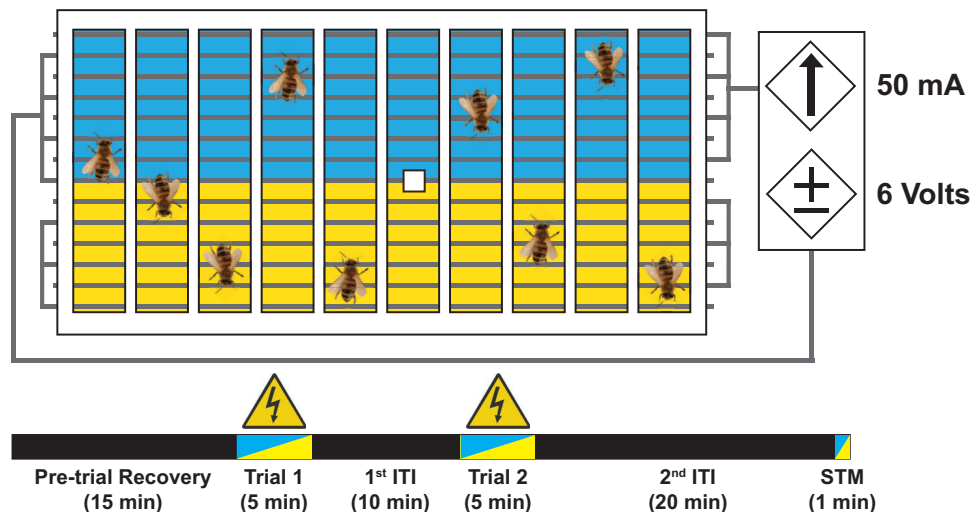 50 mA
6 Volts
Pre-trial Recovery Trial 1 1st ITI Trial 2 2nd ITI STM
(15 min) (5 min) (10 min) (5 min) (20 min) (1 min)